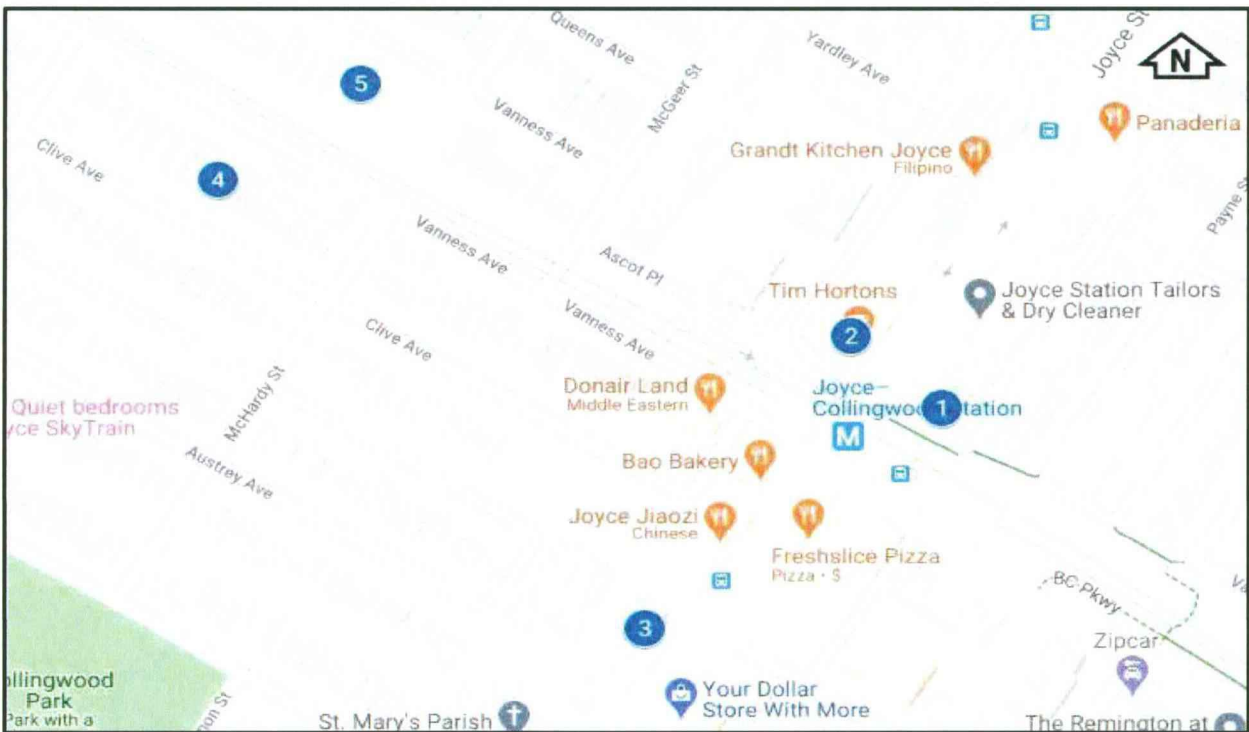 Queens Ave
Yardley Ave
Joyce St
N
5
McGeer St
Vanness Ave
Panaderia
Clive Ave
4
Grandt Kitchen Joyce
Filipino
Payne St
Vanness Ave
Ascot Pl
Tim Hortons
Joyce Station Tailors
& Dry Cleaner
Vanness Ave
2
Clive Ave
Donair Land
Middle Eastern
Joyce–
Collingwood Station
1
M
Quiet bedrooms
yce SkyTrain
McHardy St
Bao Bakery
Austrey Ave
Joyce Jiaozi
Chinese
Freshslice Pizza
Pizza · $
BC Pkwy
Va
3
Zipcar
ollingwood
Park
Park with a
non St
St. Mary's Parish
Your Dollar
Store With More
The Remington at